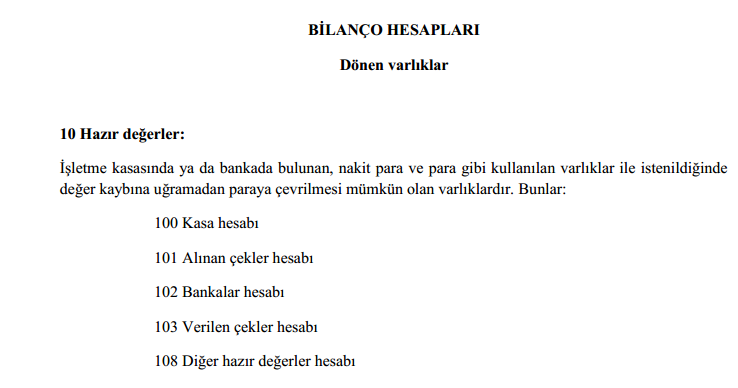 BİLANÇO HESAPLARI
Dönen varlıklar
10 Hazır değerler:
İşletme kasasında ya da bankada bulunan, nakit para ve para gibi kullanılan varlıklar ile istenildiğinde
değer kaybına uğramadan paraya çevrilmesi mümkün olan varlıklardır. Bunlar:
100 Kasa hesabı
101 Alınan çekler hesabı
102 Bankalar hesabı
103 Verilen çekler hesabı
108 Diğer hazır değerler hesabı